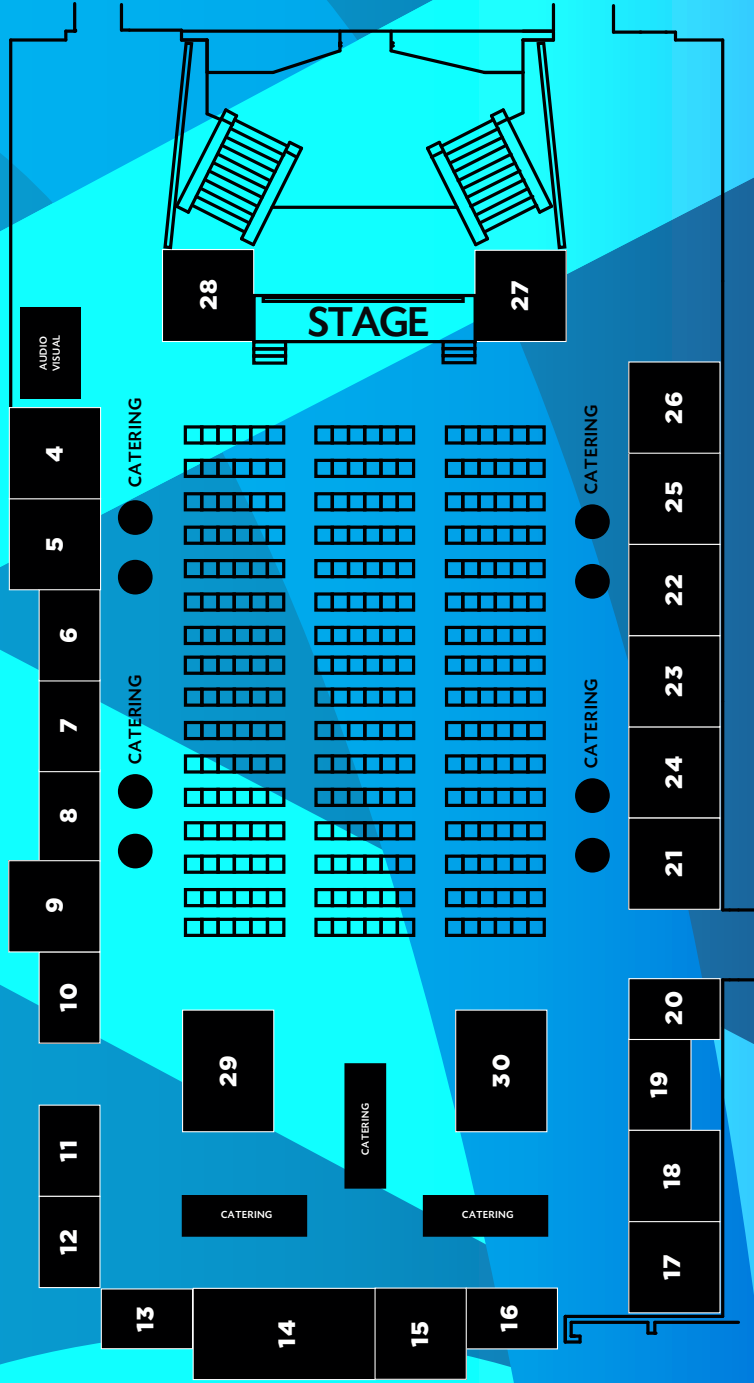 28
27
STAGE
AUDIO
VISUAL
CATERING
CATERING
4
5
6
7
8
9
10
26
25
22
23
24
21
CATERING
CATERING
20
19
18
17
29
30
CATERING
CATERING
CATERING
11
12
13
14
15
16